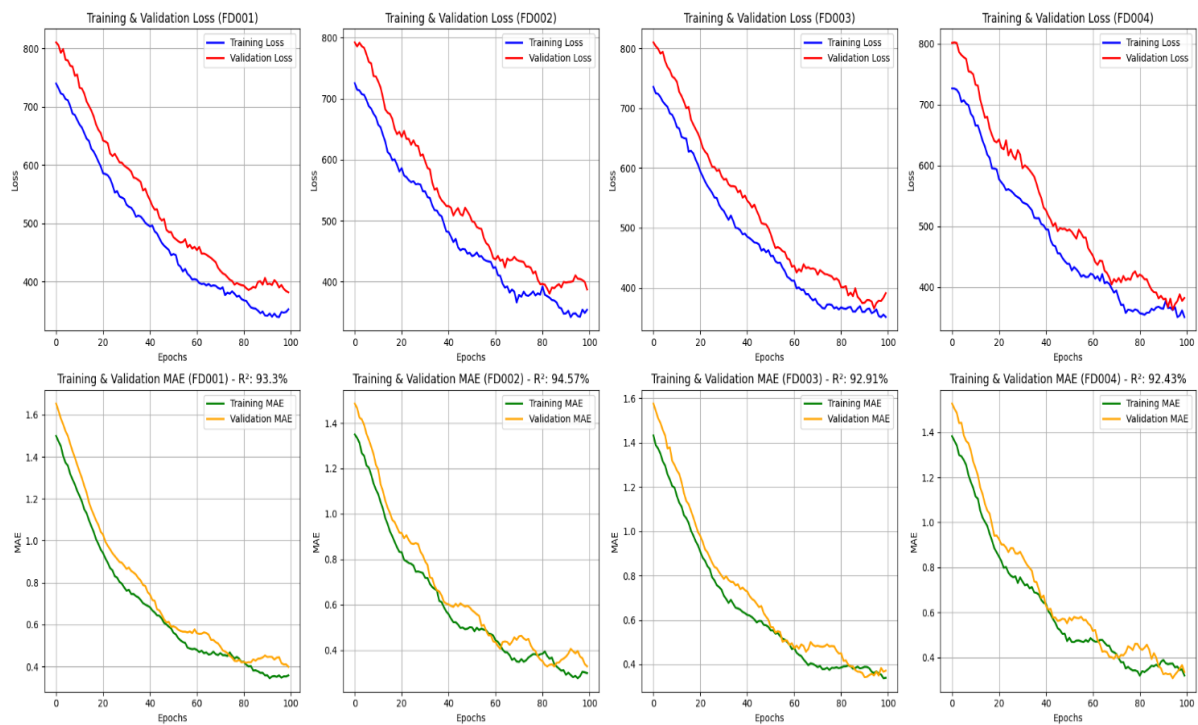 Training & Validation Loss (FD001)
Training Loss
Validation Loss
800
700
600
500
400
Loss
0 20 40 60 80 100
Epochs
Training & Validation Loss (FD002)
Training Loss
Validation Loss
800
700
600
500
400
Loss
0 20 40 60 80 100
Epochs
Training & Validation Loss (FD003)
Training Loss
Validation Loss
800
700
600
500
400
Loss
0 20 40 60 80 100
Epochs
Training & Validation Loss (FD004)
Training Loss
Validation Loss
800
700
600
500
400
Loss
0 20 40 60 80 100
Epochs
Training & Validation MAE (FD001) - R²: 93.3%
Training MAE
Validation MAE
1.6
1.4
1.2
1.0
0.8
0.6
0.4
MAE
0 20 40 60 80 100
Epochs
Training & Validation MAE (FD002) - R²: 94.57%
Training MAE
Validation MAE
1.4
1.2
1.0
0.8
0.6
0.4
MAE
0 20 40 60 80 100
Epochs
Training & Validation MAE (FD003) - R²: 92.91%
Training MAE
Validation MAE
1.6
1.4
1.2
1.0
0.8
0.6
0.4
MAE
0 20 40 60 80 100
Epochs
Training & Validation MAE (FD004) - R²: 92.43%
Training MAE
Validation MAE
1.4
1.2
1.0
0.8
0.6
0.4
MAE
0 20 40 60 80 100
Epochs